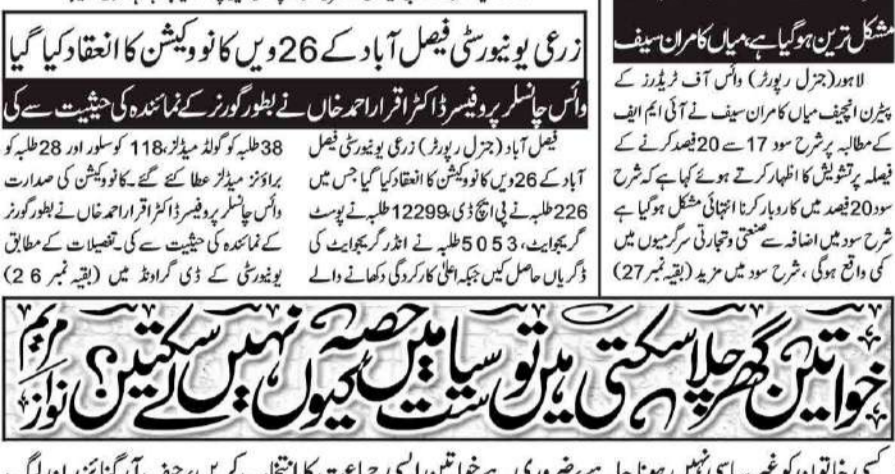 مشکل ترین ہو گیا ہے، میاں کامران سیف
لاہور (جنرل رپورٹر) وائس آف ٹریڈرز کے
پیٹرن انچیف میاں کامران سیف نے آئی ایم ایف
کے مطالبہ پر شرح سود 17 سے 20 فیصد کرنے کے
فیصلہ پر تشویش کا اظہار کرتے ہوئے کہا ہے کہ شرح
سود 20 فیصد میں کاروبار کرنا انتہائی مشکل ہو گیا ہے
شرح سود میں اضافہ سے صنعتی و تجارتی سرگرمیوں میں
کمی واقع ہوگی، شرح سود میں مزید (بقیہ نمبر 27)
زرعی یونیورسٹی فیصل آباد کے 26 ویں کانووکیشن کا انعقاد کیا گیا
وائس چانسلر پروفیسر ڈاکٹر اقرار احمد خاں نے بطور گورنر کے نمائندہ کی حیثیت سے کی
فیصل آباد (جنرل رپورٹر) زرعی یونیورسٹی فیصل
آباد کے 26 ویں کانووکیشن کا انعقاد کیا گیا جس میں
226 طلبہ نے پی ایچ ڈی، 12299 طلبہ نے پوسٹ
گریجوایٹ، 5053 طلبہ نے انڈر گریجوایٹ کی
ڈگریاں حاصل کیں جبکہ اعلیٰ کارکردگی دکھانے والے
38 طلبہ کو گولڈ میڈلز، 118 کو سلور اور 28 طلبہ کو
براؤنز میڈلز عطا کئے گئے۔ کانووکیشن کی صدارت
وائس چانسلر پروفیسر ڈاکٹر اقرار احمد خاں نے بطور گورنر
کے نمائندہ کی حیثیت سے کی۔ تفصیلات کے مطابق
یونیورسٹی کے ڈی گراونڈ میں (بقیہ نمبر 26)
خواتین گھر چلا سکتی ہیں تو سیاست میں حصہ کیوں نہیں لے سکتیں؟ مریم نواز